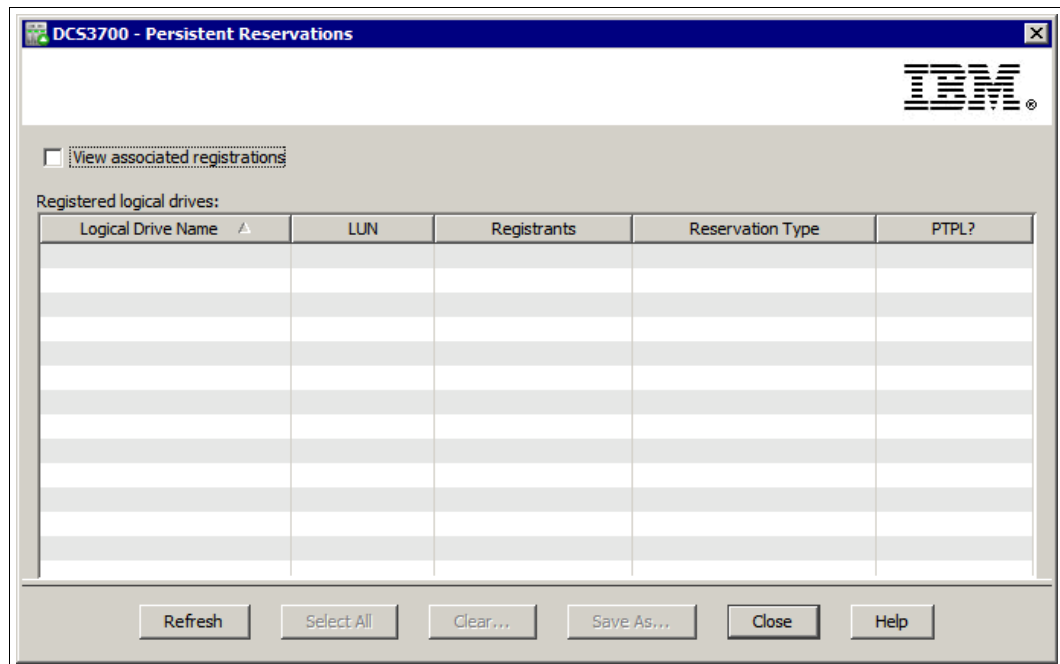 DCS3700 - Persistent Reservations
IBM®
View associated registrations
Registered logical drives:
Logical Drive Name LUN Registrants Reservation Type PTPL?
Refresh Select All Clear... Save As... Close Help